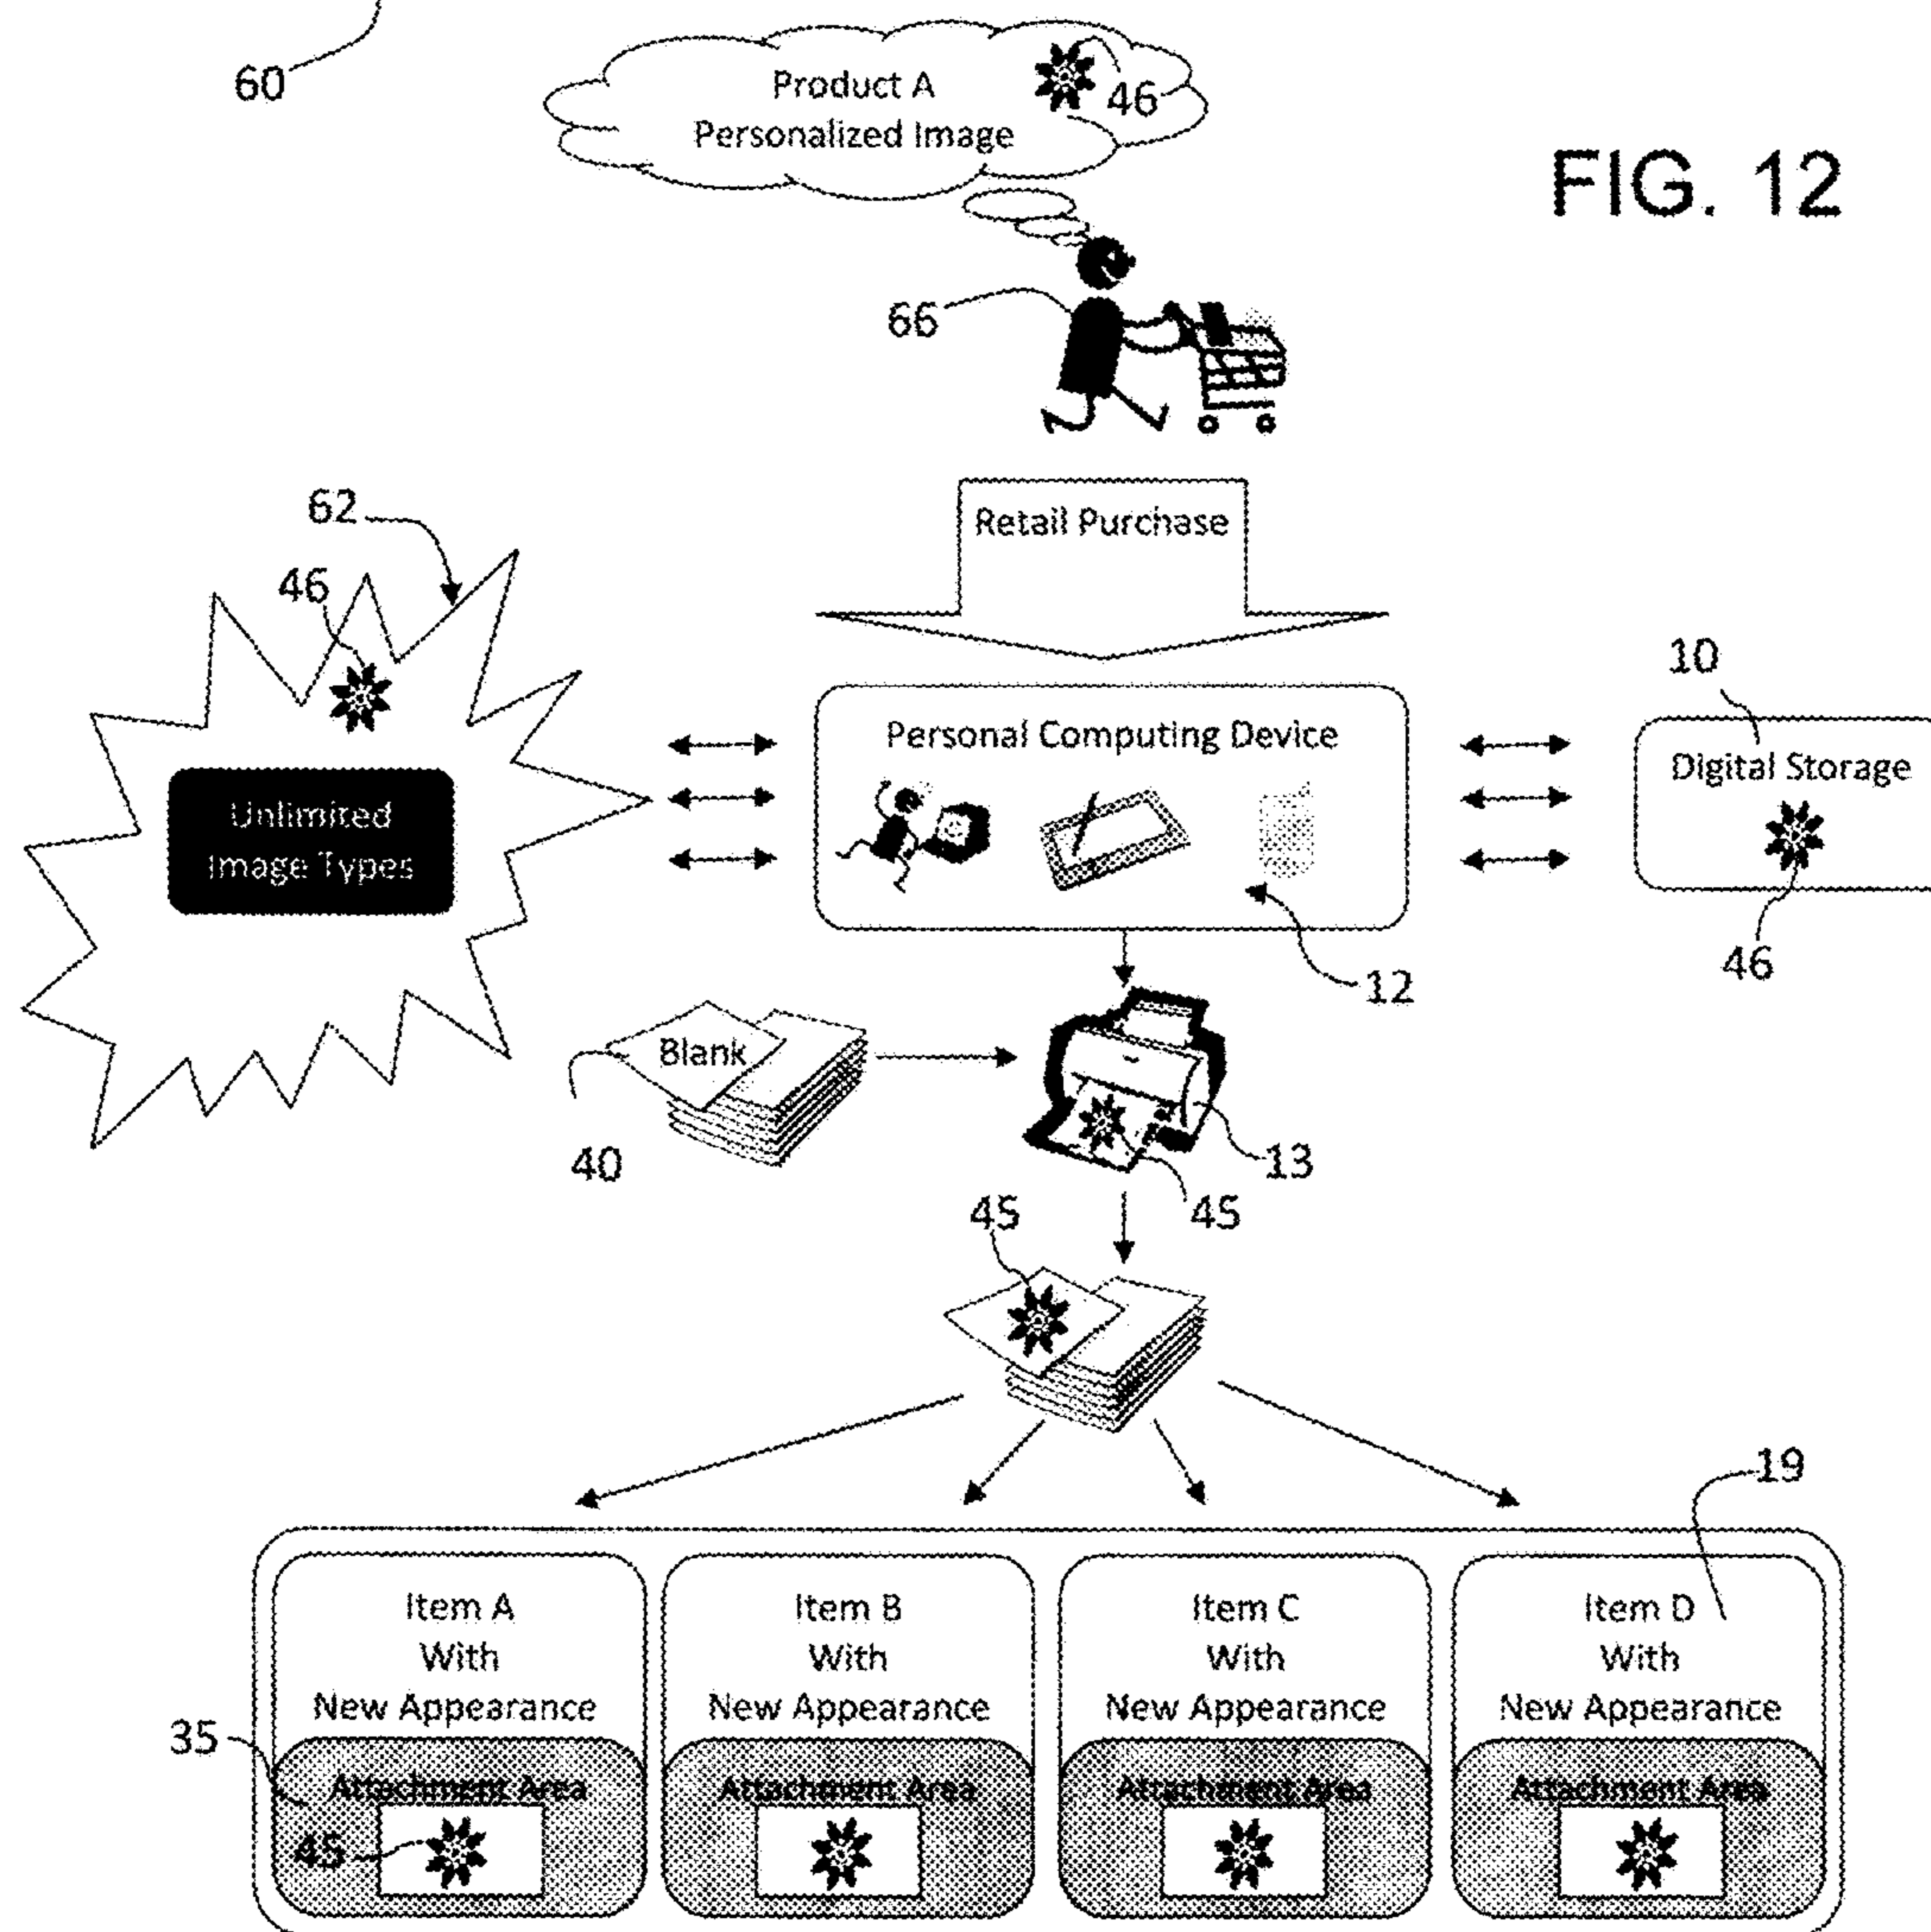 60
Product A
46
Personalized Image
FIG. 12
66
Retail Purchase
62
46
10
Personal Computing Device
Digital Storage
Unlimited
Image Types
46
12
Blank
40
13
45
45
19
Item A
With
New Appearance
Item B
With
New Appearance
Item C
With
New Appearance
Item D
With
New Appearance
35
Attachment Area
Attachment Area
Attachment Area
Attachment Area
45